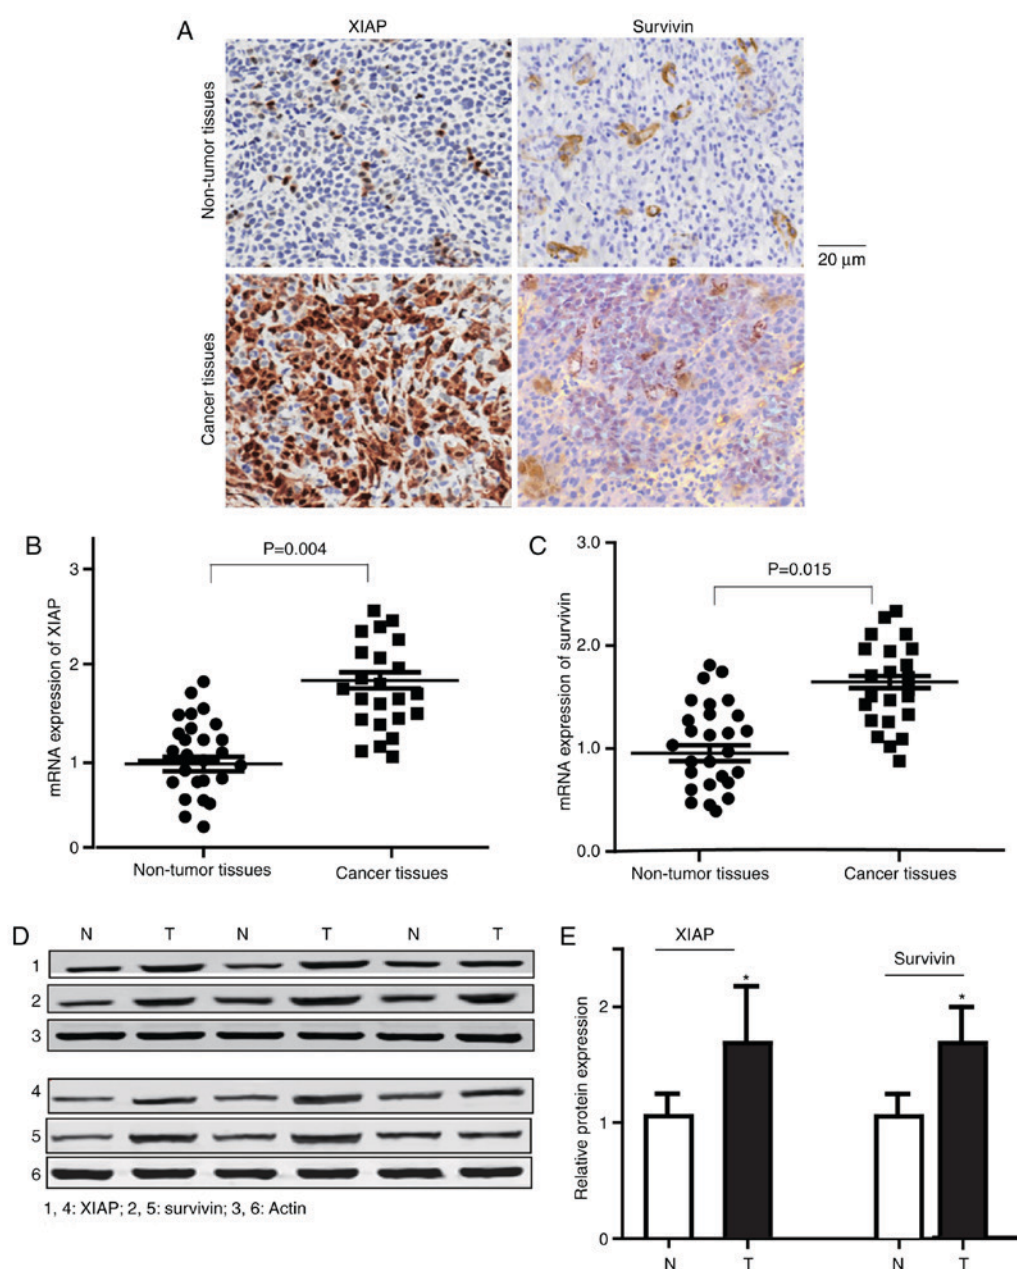 A
XIAP
Survivin
Non-tumor tissues
20 μm
Cancer tissues
B
P=0.004
mRNA expression of XIAP
3
2
1
0
Non-tumor tissues
Cancer tissues
C
P=0.015
mRNA expression of survivin
3.0
2.0
1.0
0.0
Non-tumor tissues
Cancer tissues
D
N T N T N T
1
2
3
4
5
6
1, 4: XIAP; 2, 5: survivin; 3, 6: Actin
E
XIAP
Survivin
*
*
Relative protein expression
2
1
0
N T N T